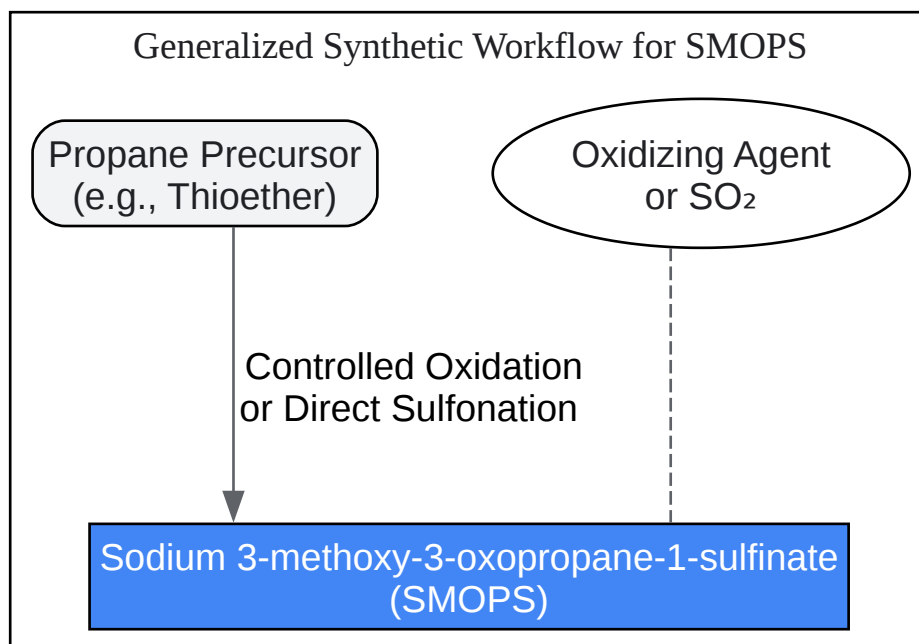 Generalized Synthetic Workflow for SMOPS
Propane Precursor
(e.g., Thioether)
Oxidizing Agent
or SO₂
Controlled Oxidation
or Direct Sulfonation
Sodium 3-methoxy-3-oxopropane-1-sulfinate
(SMOPS)